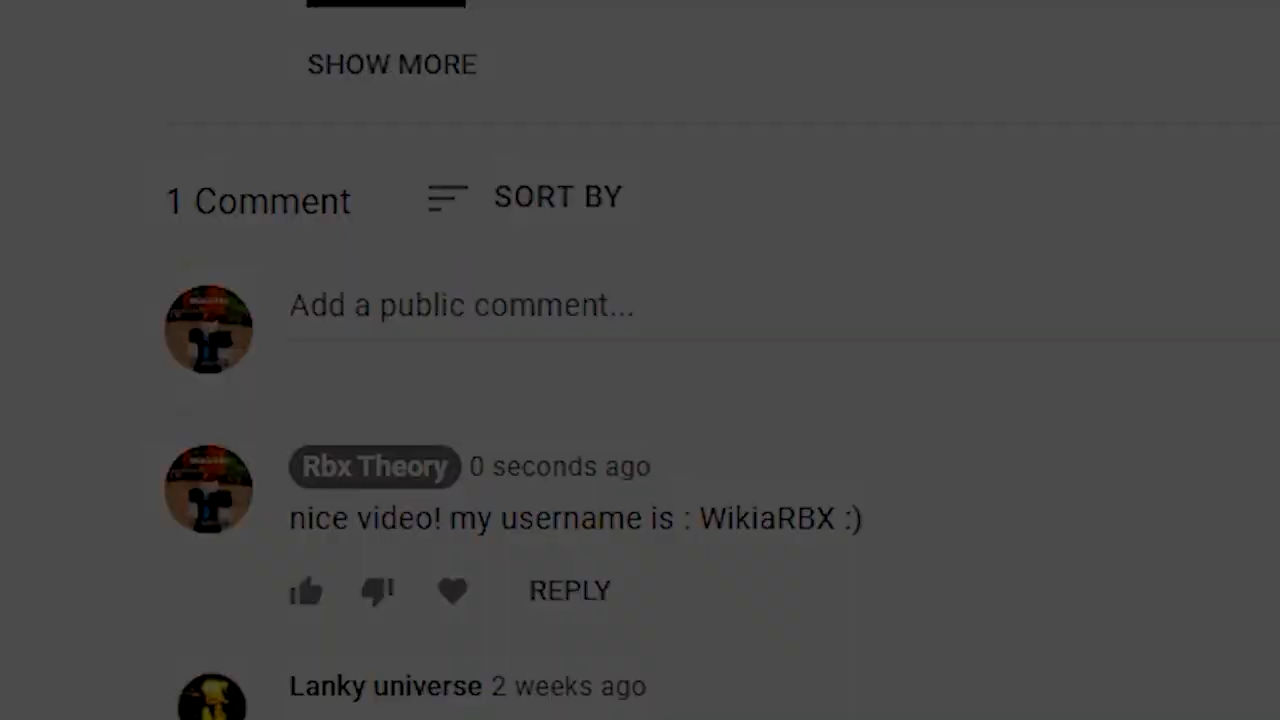 SHOW MORE
1 Comment SORT BY
Add a public comment...
Rbx Theory 0 seconds ago
nice video! my username is : WikiaRBX :)
REPLY
Lanky universe 2 weeks ago